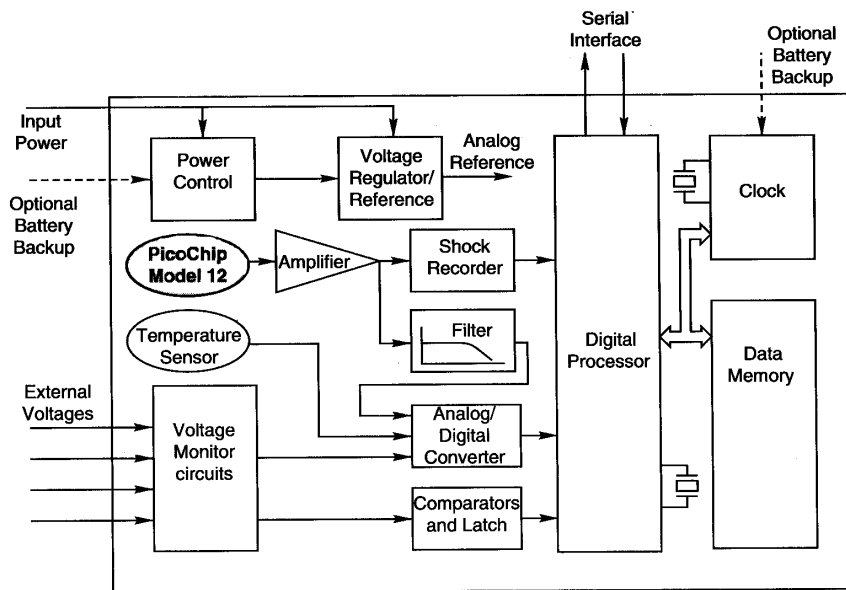 Serial
Interface
Optional
Battery
Backup
Input
Power
Power
Control
Voltage
Regulator/
Reference
Analog
Reference
Clock
Optional
Battery
Backup
PicoChip
Model 12
Amplifier
Shock
Recorder
Temperature
Sensor
Filter
Digital
Processor
Data
Memory
External
Voltages
Voltage
Monitor
circuits
Analog/
Digital
Converter
Comparators
and Latch